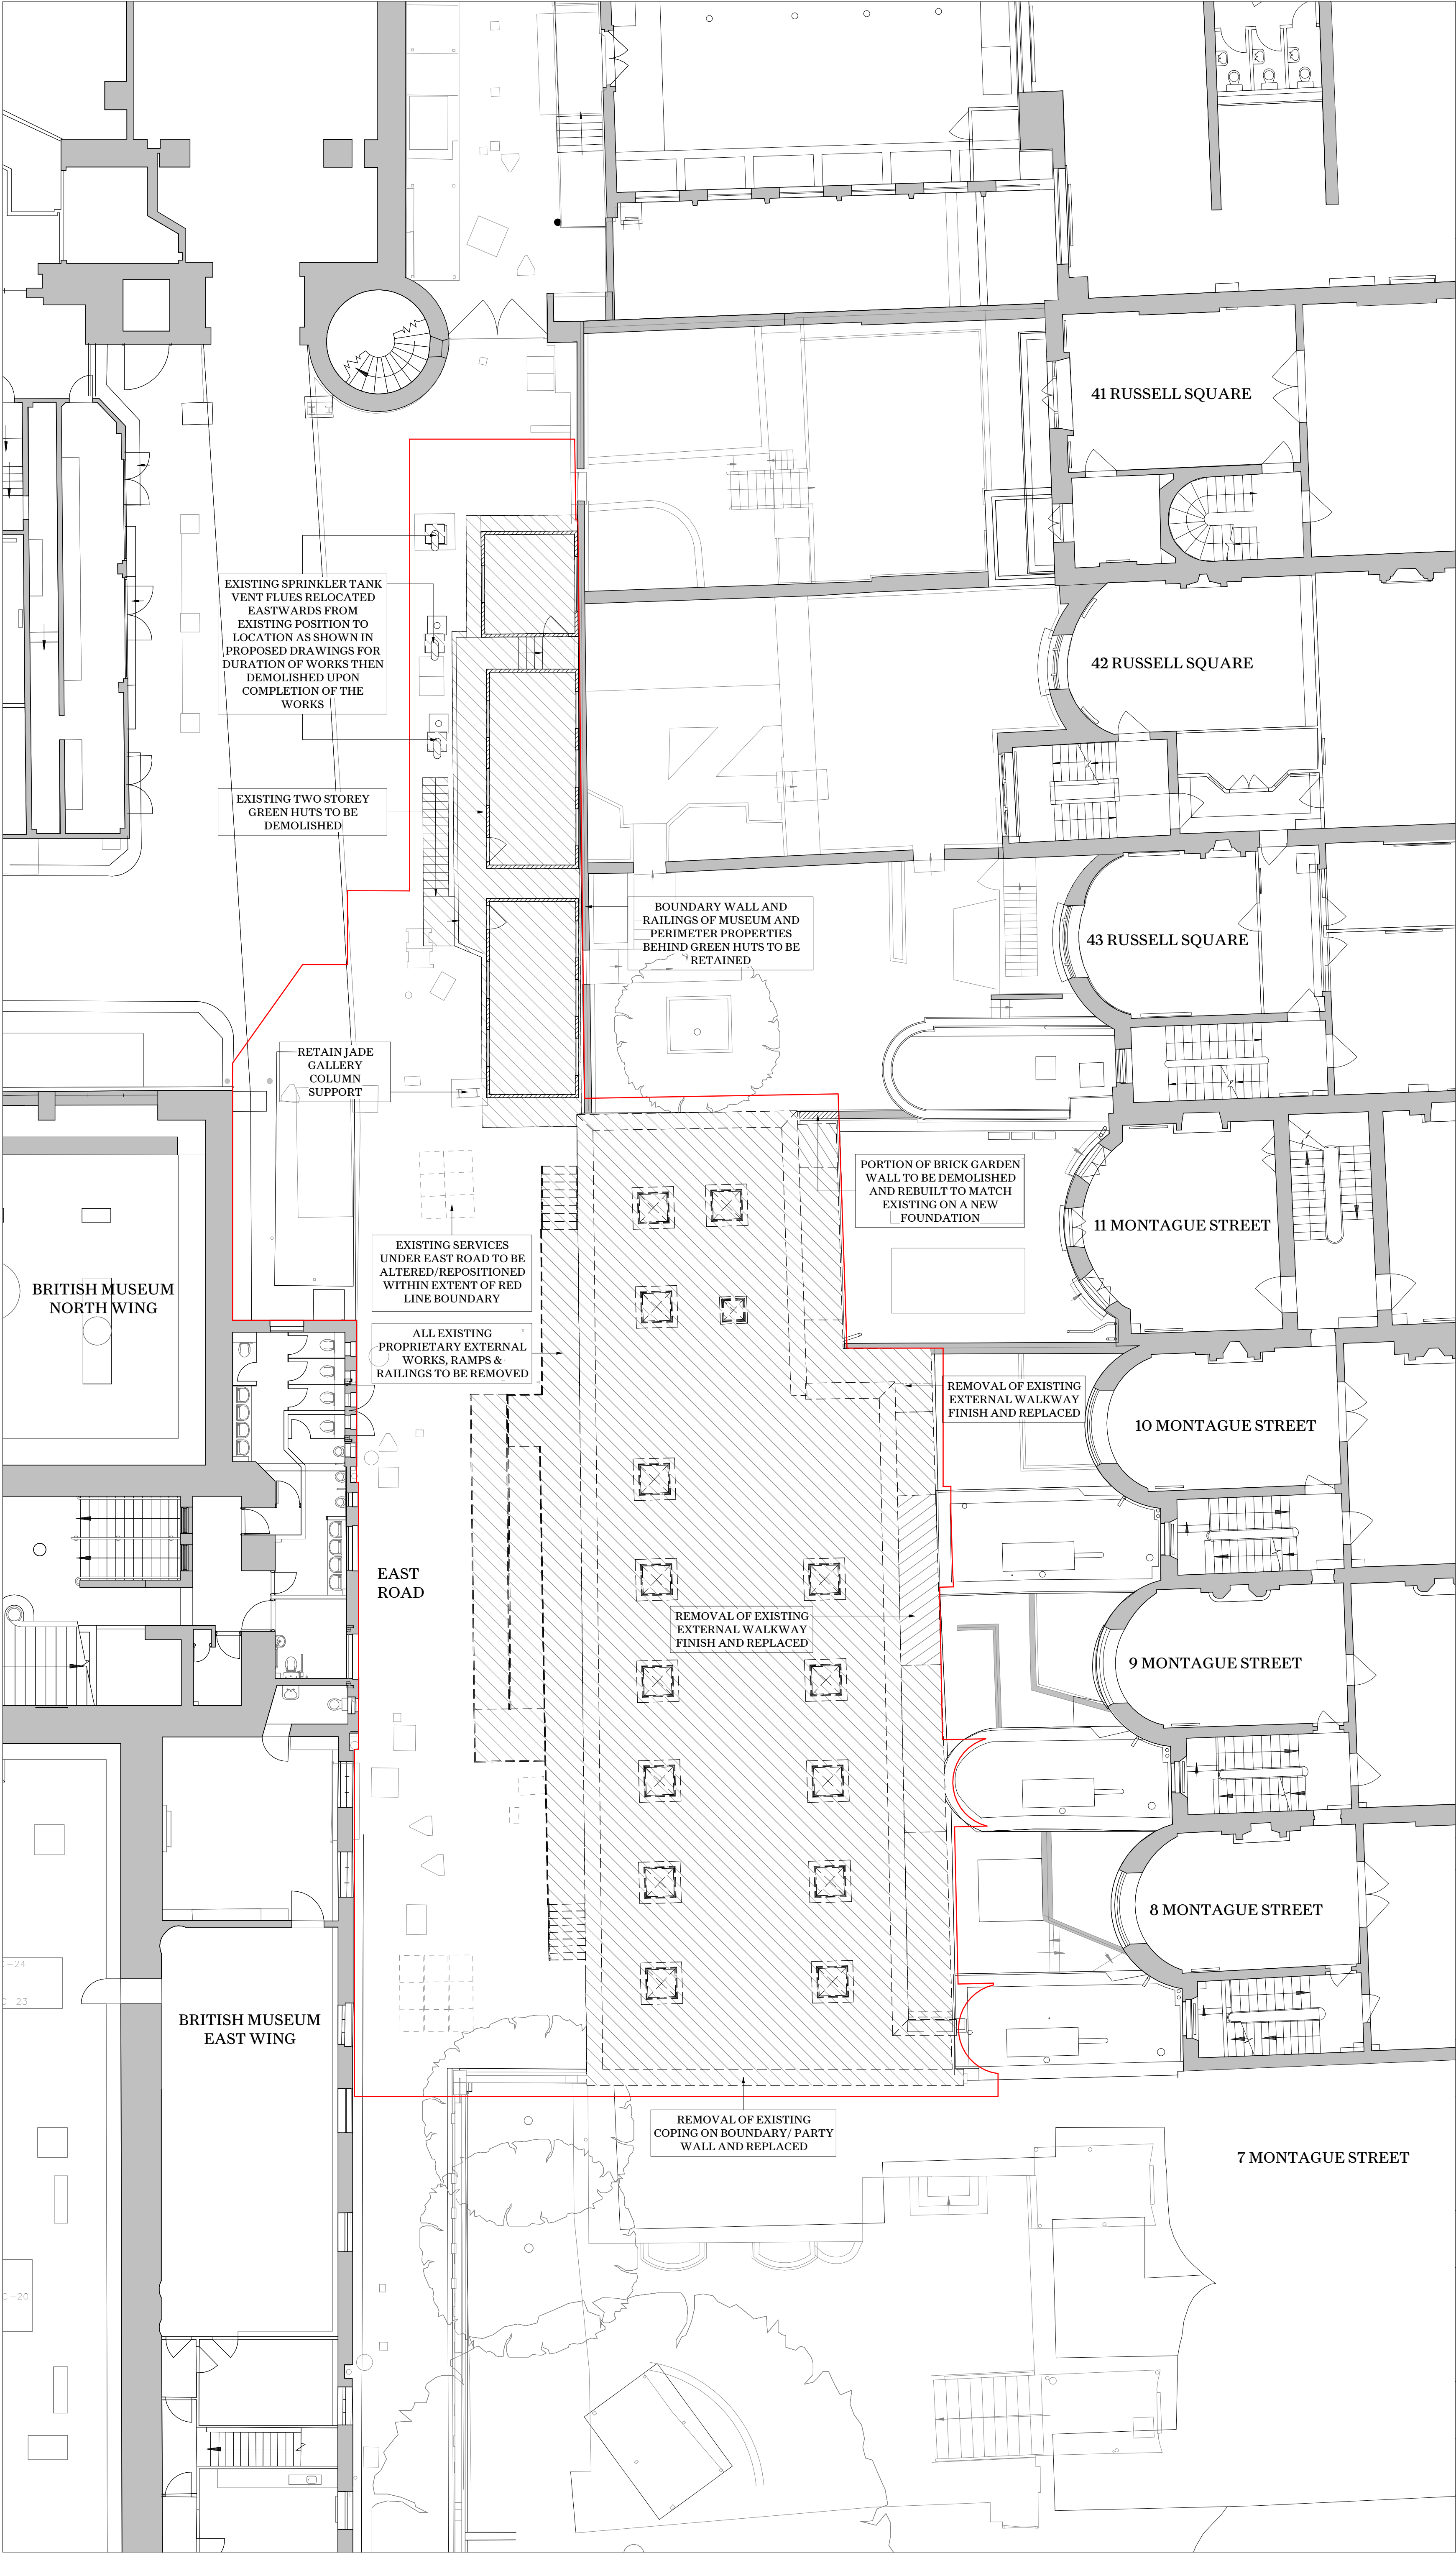 41 RUSSELL SQUARE
EXISTING SPRINKLER TANK
VENT FLUES RELOCATED
EASTWARDS FROM
EXISTING POSITION TO
LOCATION AS SHOWN IN
PROPOSED DRAWINGS FOR
DURATION OF WORKS THEN
DEMOLISHED UPON
COMPLETION OF THE
WORKS
42 RUSSELL SQUARE
EXISTING TWO STOREY
GREEN HUTS TO BE
DEMOLISHED
BOUNDARY WALL AND
RAILINGS OF MUSEUM AND
PERIMETER PROPERTIES
BEHIND GREEN HUTS TO BE
RETAINED
43 RUSSELL SQUARE
RETAIN JADE
GALLERY
COLUMN
SUPPORT
PORTION OF BRICK GARDEN
WALL TO BE DEMOLISHED
AND REBUILT TO MATCH
EXISTING ON A NEW
FOUNDATION
11 MONTAGUE STREET
EXISTING SERVICES
UNDER EAST ROAD TO BE
ALTERED/REPOSITIONED
WITHIN EXTENT OF RED
LINE BOUNDARY
BRITISH MUSEUM
NORTH WING
ALL EXISTING
PROPRIETARY EXTERNAL
WORKS, RAMPS &
RAILINGS TO BE REMOVED
REMOVAL OF EXISTING
EXTERNAL WALKWAY
FINISH AND REPLACED
10 MONTAGUE STREET
EAST
ROAD
REMOVAL OF EXISTING
EXTERNAL WALKWAY
FINISH AND REPLACED
9 MONTAGUE STREET
8 MONTAGUE STREET
C-24
C-23
BRITISH MUSEUM
EAST WING
REMOVAL OF EXISTING
COPING ON BOUNDARY/ PARTY
WALL AND REPLACED
7 MONTAGUE STREET
C-20